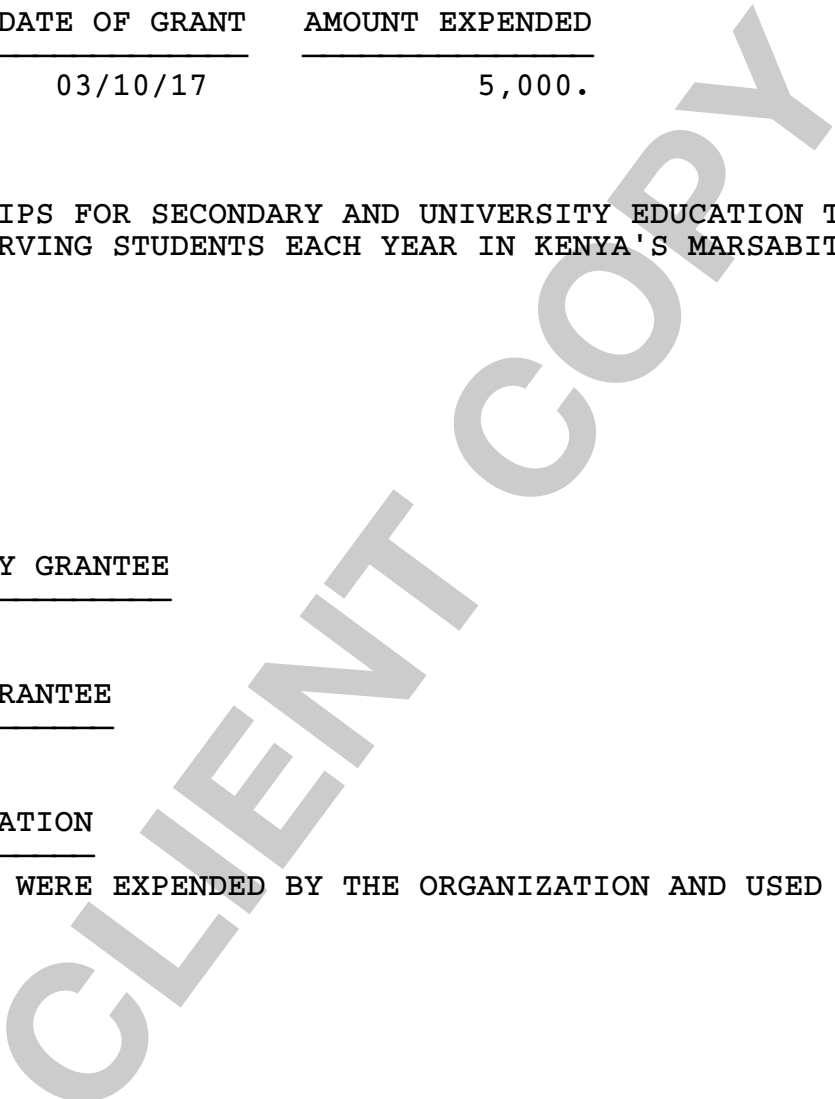 DATE OF GRANT AMOUNT EXPENDED
03/10/17 5,000.
IPS FOR SECONDARY AND UNIVERSITY EDUCATION T
RVING STUDENTS EACH YEAR IN KENYA'S MARSABIT
Y GRANTEE
RANTEE
ATION
WERE EXPENDED BY THE ORGANIZATION AND USED
CLIENT COPY